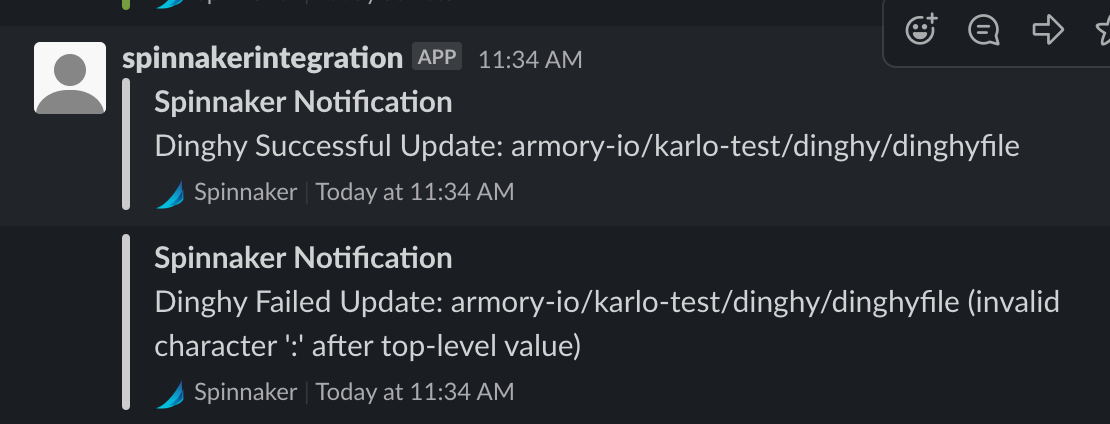 spinnakerintegration APP 11:34 AM
Spinnaker Notification
Dinghy Successful Update: armory-io/karlo-test/dinghy/dinghyfile
Spinnaker | Today at 11:34 AM
Spinnaker Notification
Dinghy Failed Update: armory-io/karlo-test/dinghy/dinghyfile (invalid
character ':' after top-level value)
Spinnaker | Today at 11:34 AM